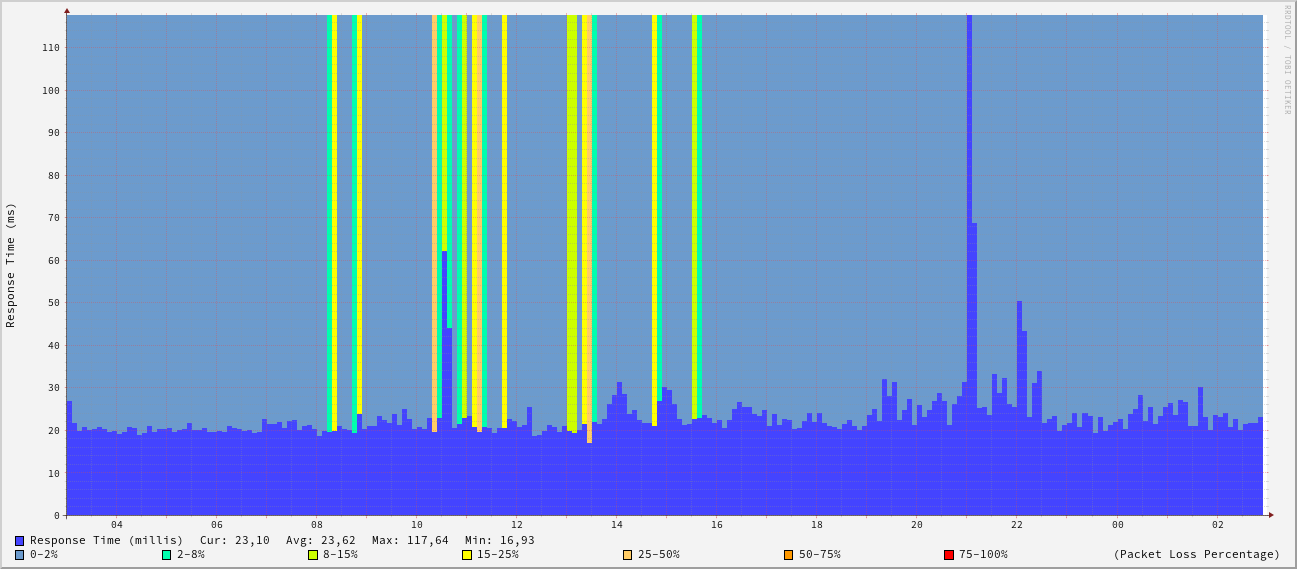 RRDTOOL / TOBI OETIKER
Response Time (ms)
110
100
90
80
70
60
50
40
30
20
10
0
04 06 08 10 12 14 16 18 20 22 00 02
Response Time (millis) Cur: 23,10 Avg: 23,62 Max: 117,64 Min: 16,93
0-2% 2-8% 8-15% 15-25% 25-50% 50-75% 75-100% (Packet Loss Percentage)